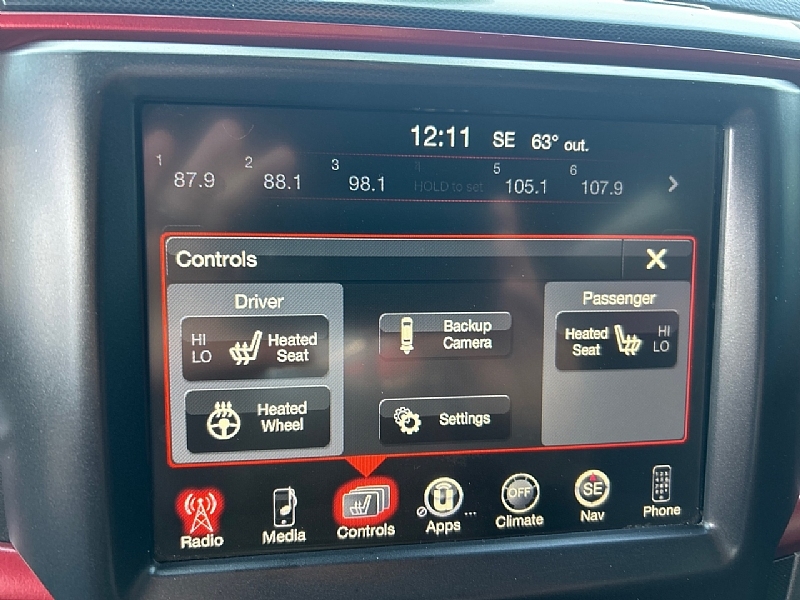 12:11 SE 63° out.
1 87.9 2 88.1 3 98.1 HOLD to set 5 105.1 6 107.9 >
Controls X
Driver
HI
LO
Heated
Seat
Heated
Wheel
Backup
Camera
Settings
Passenger
Heated
Seat
HI
LO
Radio
Media
Controls
U
Apps ...
OFF
Climate
SE
Nav
Phone